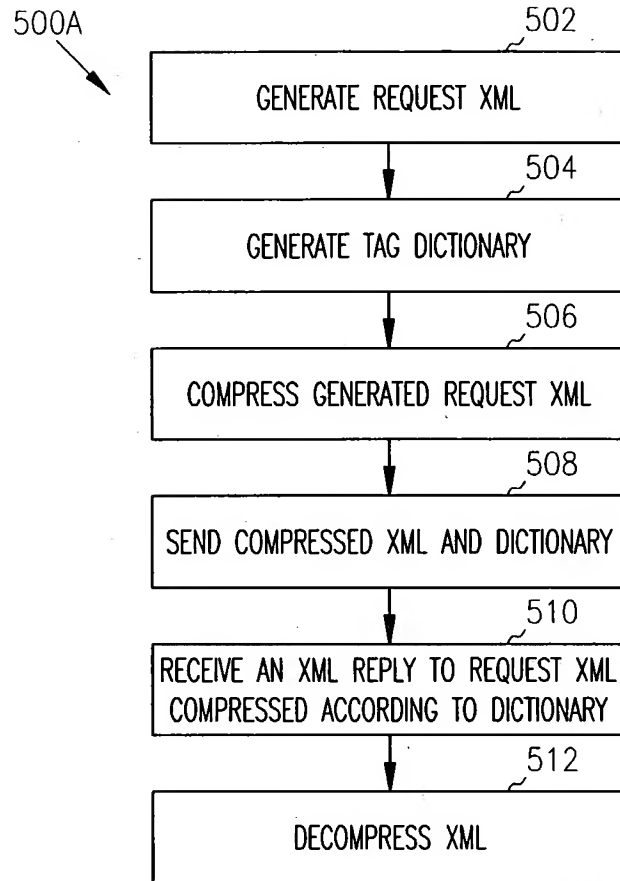 500A
502
GENERATE REQUEST XML
504
GENERATE TAG DICTIONARY
506
COMPRESS GENERATED REQUEST XML
508
SEND COMPRESSED XML AND DICTIONARY
510
RECEIVE AN XML REPLY TO REQUEST XML
COMPRESSED ACCORDING TO DICTIONARY
512
DECOMPRESS XML